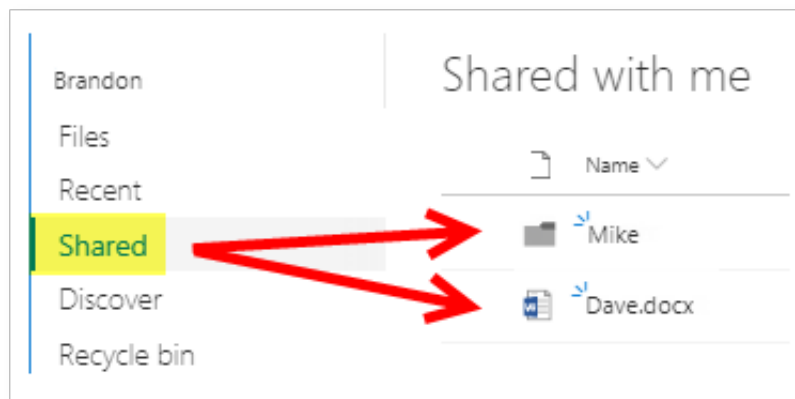 Brandon
Files
Recent
Shared
Discover
Recycle bin
Shared with me
Name
Mike
Dave.docx